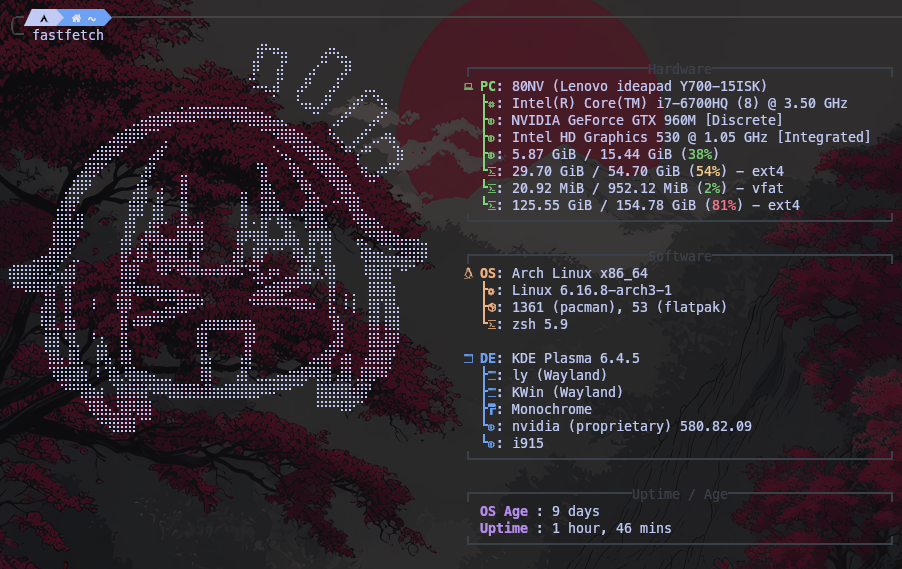 ~
fastfetch
Hardware
PC: 80NV (Lenovo ideapad Y700-15ISK)
: Intel(R) Core(TM) i7-6700HQ (8) @ 3.50 GHz
: NVIDIA GeForce GTX 960M [Discrete]
: Intel HD Graphics 530 @ 1.05 GHz [Integrated]
: 5.87 GiB / 15.44 GiB (38%)
: 29.70 GiB / 54.70 GiB (54%) - ext4
: 20.92 MiB / 952.12 MiB (2%) - vfat
: 125.55 GiB / 154.78 GiB (81%) - ext4
Software
OS: Arch Linux x86_64
: Linux 6.16.8-arch3-1
: 1361 (pacman), 53 (flatpak)
: zsh 5.9
DE: KDE Plasma 6.4.5
: ly (Wayland)
: KWin (Wayland)
: Monochrome
: nvidia (proprietary) 580.82.09
: i915
Uptime / Age
OS Age : 9 days
Uptime : 1 hour, 46 mins